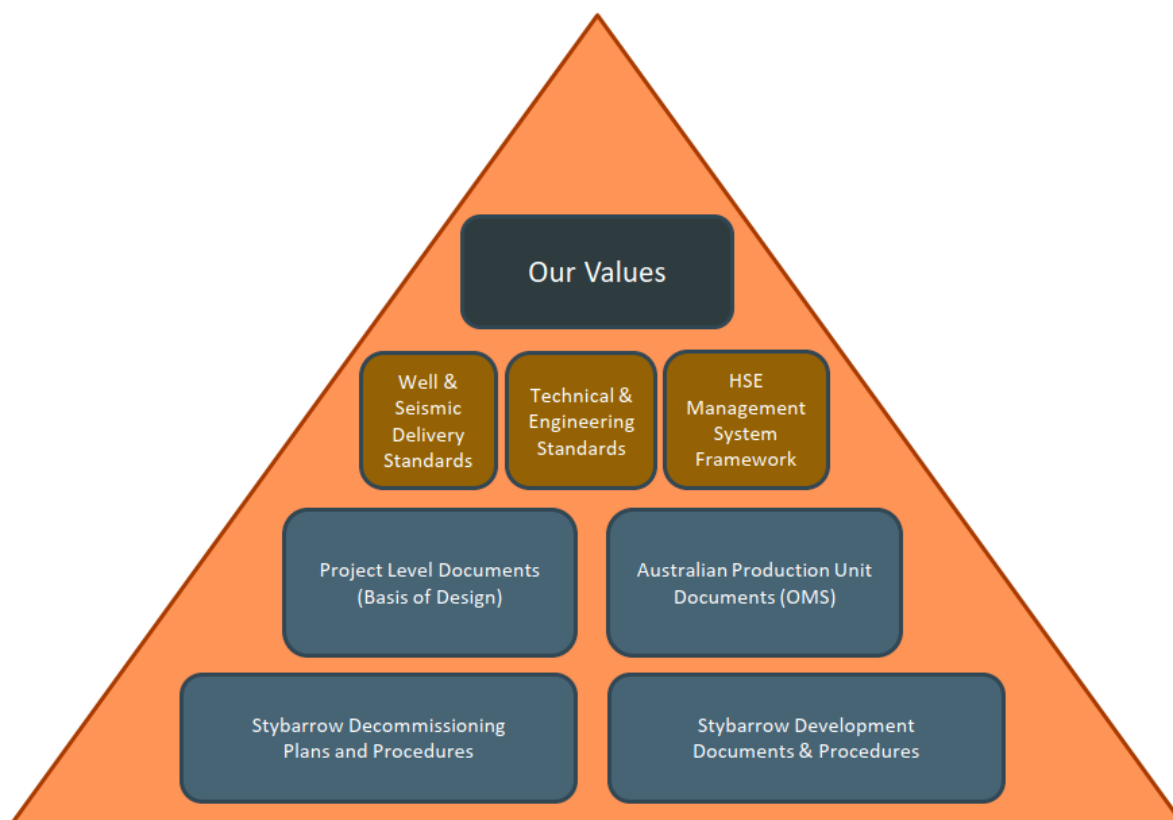 Our Values
Well &
Seismic
Delivery
Standards
Technical &
Engineering
Standards
HSE
Management
System
Framework
Project Level Documents
(Basis of Design)
Australian Production Unit
Documents (OMS)
Stybarrow Decommissioning
Plans and Procedures
Stybarrow Development
Documents & Procedures